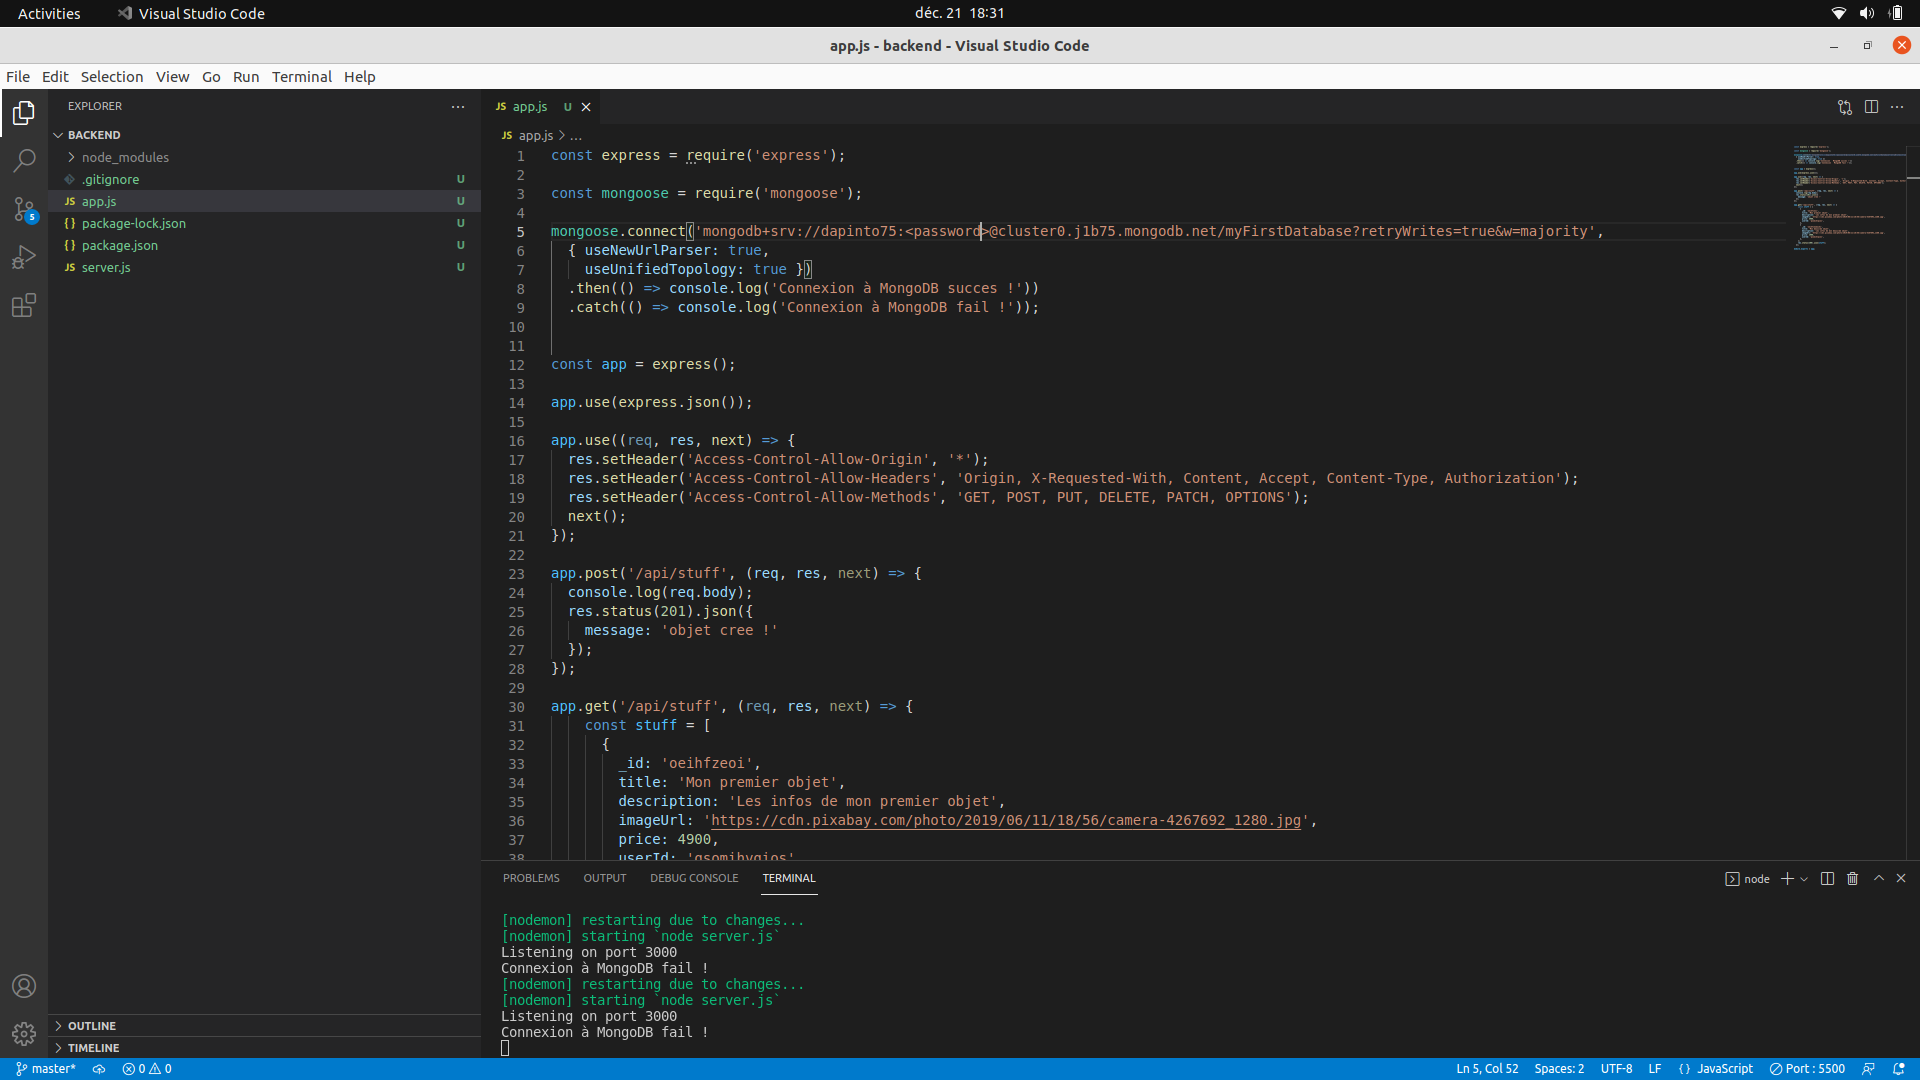 Activities Visual Studio Code déc. 21 18:31
app.js - backend - Visual Studio Code
File Edit Selection View Go Run Terminal Help
EXPLORER
BACKEND
node_modules
.gitignore U
JS app.js U
{} package-lock.json U
{} package.json U
JS server.js U
5
OUTLINE
TIMELINE
JS app.js U
JS app.js > ...
1 const express = require('express');
2
3 const mongoose = require('mongoose');
4
5 mongoose.connect('mongodb+srv://dapinto75:<password>@cluster0.j1b75.mongodb.net/myFirstDatabase?retryWrites=true&w=majority',
6 { useNewUrlParser: true,
7 useUnifiedTopology: true })
8 .then(() => console.log('Connexion à MongoDB succes !'))
9 .catch(() => console.log('Connexion à MongoDB fail !'));
10
11
12 const app = express();
13
14 app.use(express.json());
15
16 app.use((req, res, next) => {
17 res.setHeader('Access-Control-Allow-Origin', '*');
18 res.setHeader('Access-Control-Allow-Headers', 'Origin, X-Requested-With, Content, Accept, Content-Type, Authorization');
19 res.setHeader('Access-Control-Allow-Methods', 'GET, POST, PUT, DELETE, PATCH, OPTIONS');
20 next();
21 });
22
23 app.post('/api/stuff', (req, res, next) => {
24 console.log(req.body);
25 res.status(201).json({
26 message: 'objet cree !'
27 });
28 });
29
30 app.get('/api/stuff', (req, res, next) => {
31 const stuff = [
32 {
33 _id: 'oeihfzeoi',
34 title: 'Mon premier objet',
35 description: 'Les infos de mon premier objet',
36 imageUrl: 'https://cdn.pixabay.com/photo/2019/06/11/18/56/camera-4267692_1280.jpg',
37 price: 4900,
38 userId: 'qsomihvqios'
PROBLEMS OUTPUT DEBUG CONSOLE TERMINAL node
[nodemon] restarting due to changes...
[nodemon] starting `node server.js`
Listening on port 3000
Connexion à MongoDB fail !
[nodemon] restarting due to changes...
[nodemon] starting `node server.js`
Listening on port 3000
Connexion à MongoDB fail !
master* 0 0 Ln 5, Col 52 Spaces: 2 UTF-8 LF {} JavaScript Port : 5500